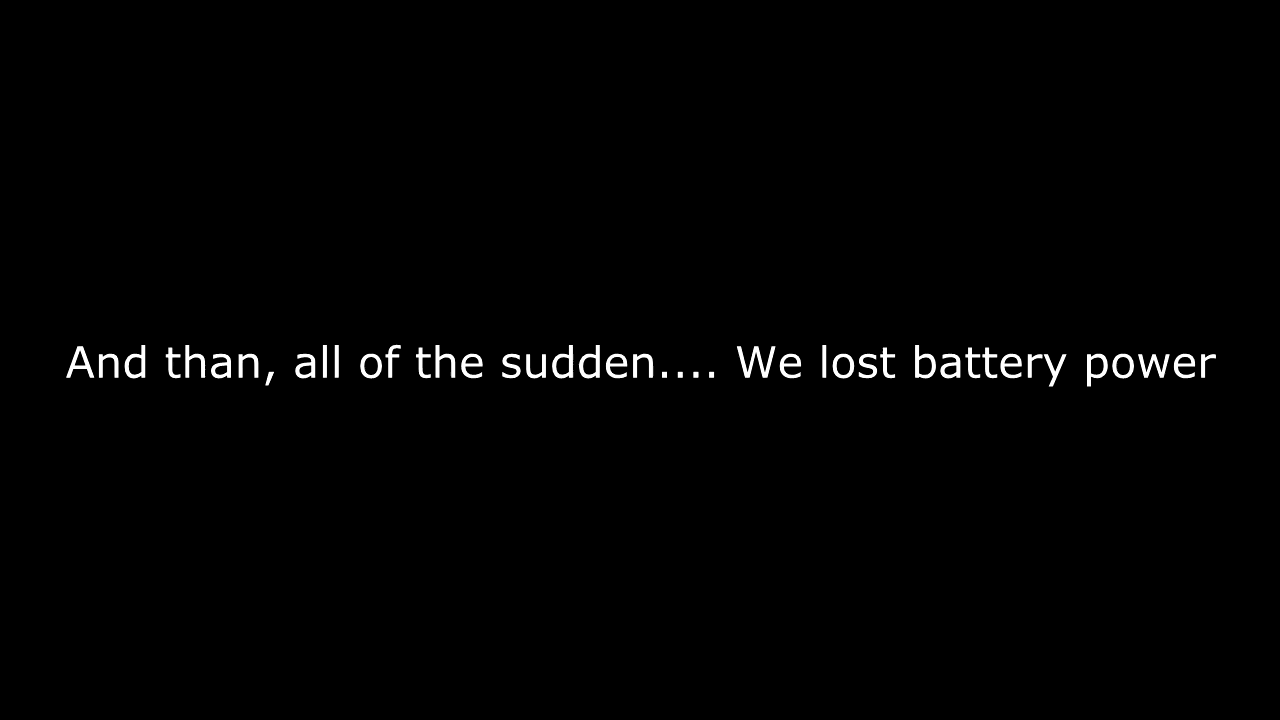 And than, all of the sudden.... We lost battery power